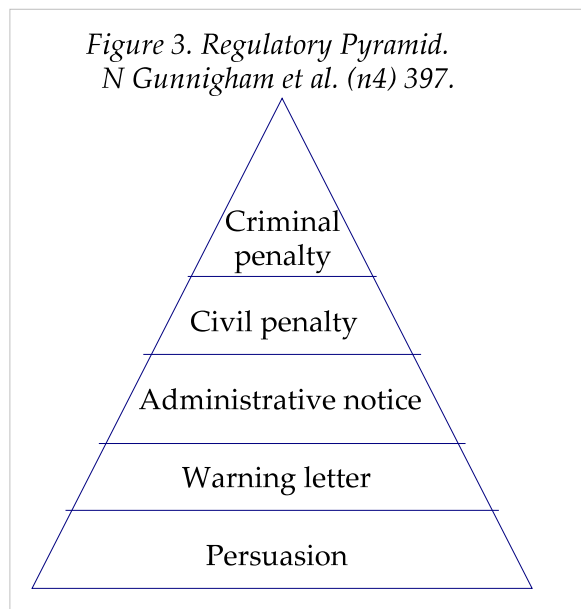 Figure 3. Regulatory Pyramid.
N Gunnigham et al. (n4) 397.
Criminal
penalty
Civil penalty
Administrative notice
Warning letter
Persuasion